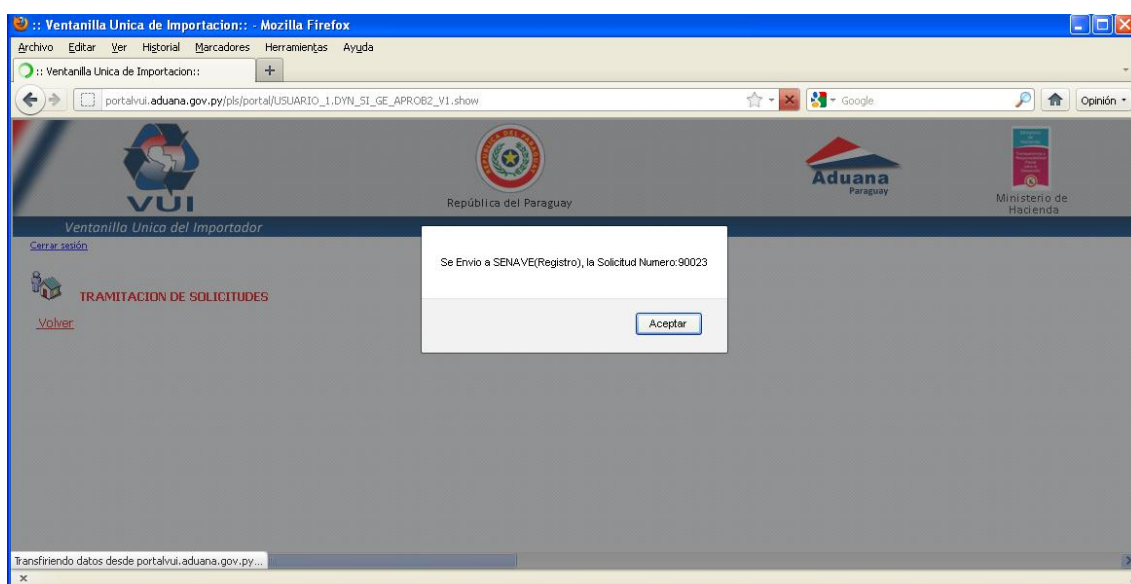 :: Ventanilla Unica de Importacion:: - Mozilla Firefox
Archivo Editar Ver Historial Marcadores Herramientas Ayuda
:: Ventanilla Unica de Importacion::
portalvui.aduana.gov.py/pls/portal/USUARIO_1.DYN_SI_GE_APROB2_V1.show
Google
Opinión
VUI
República del Paraguay
Aduana
Paraguay
Ministerio de
Hacienda
Ventanilla Unica del Importador
Cerrar sesión
Se Envio a SENAVE(Registro), la Solicitud Numero:90023
TRAMITACION DE SOLICITUDES
Volver
Aceptar
Transfiriendo datos desde portalvui.aduana.gov.py...